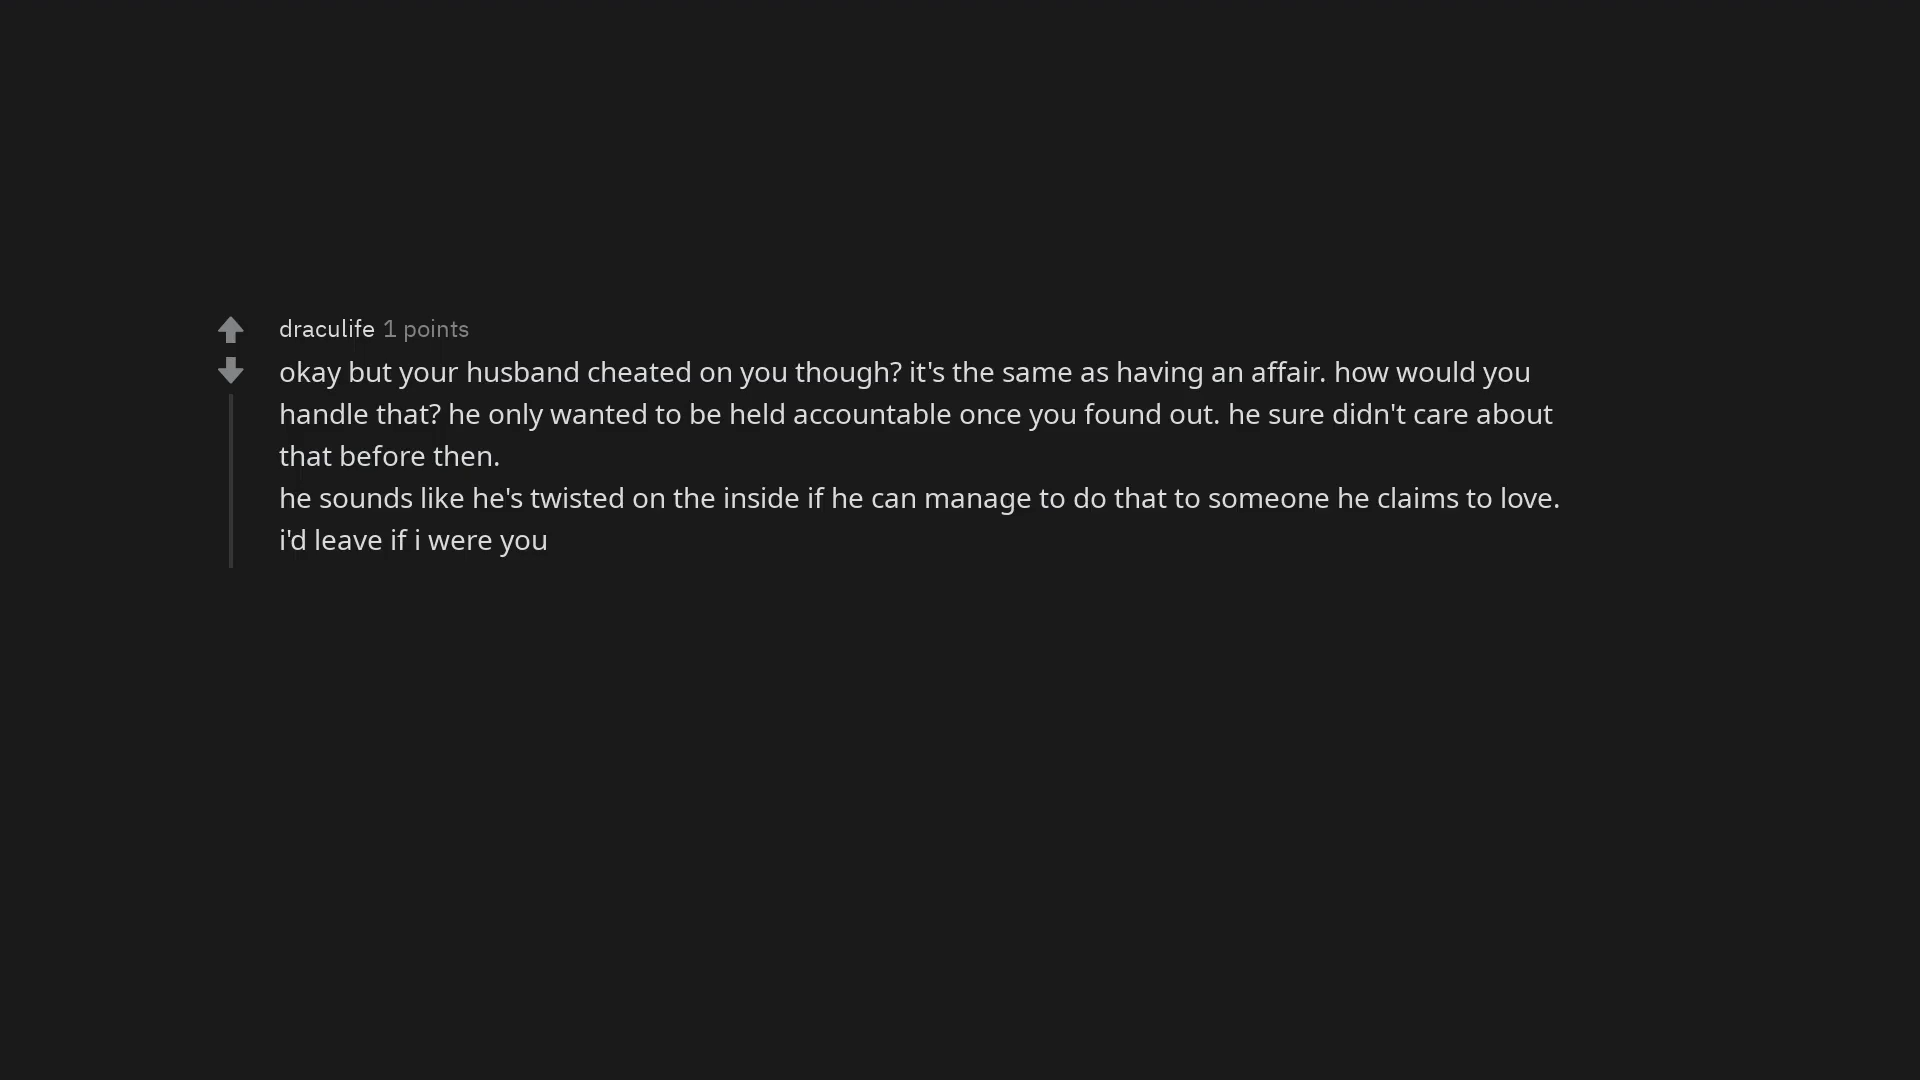 draculife 1 points
okay but your husband cheated on you though? it's the same as having an affair. how would you
handle that? he only wanted to be held accountable once you found out. he sure didn't care about
that before then.
he sounds like he's twisted on the inside if he can manage to do that to someone he claims to love.
i'd leave if i were you